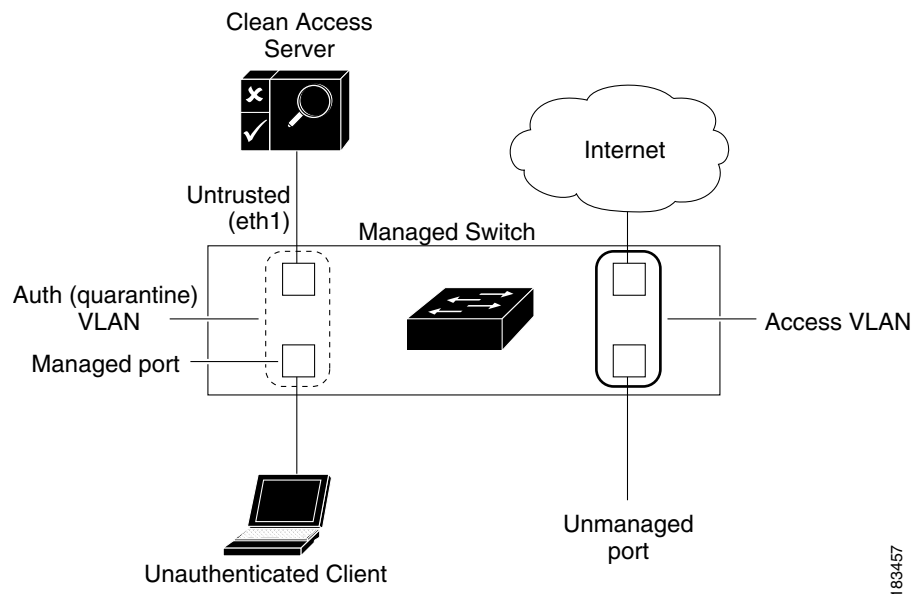 Clean Access
Server
Internet
Untrusted
(eth1)
Managed Switch
Auth (quarantine)
VLAN
Access VLAN
Managed port
Unauthenticated Client
Unmanaged
port
183457